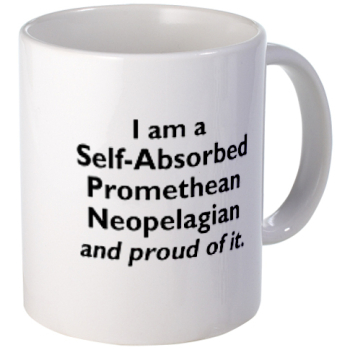 I am a
Self-Absorbed
Promethean
Neopelagian
and proud of it.